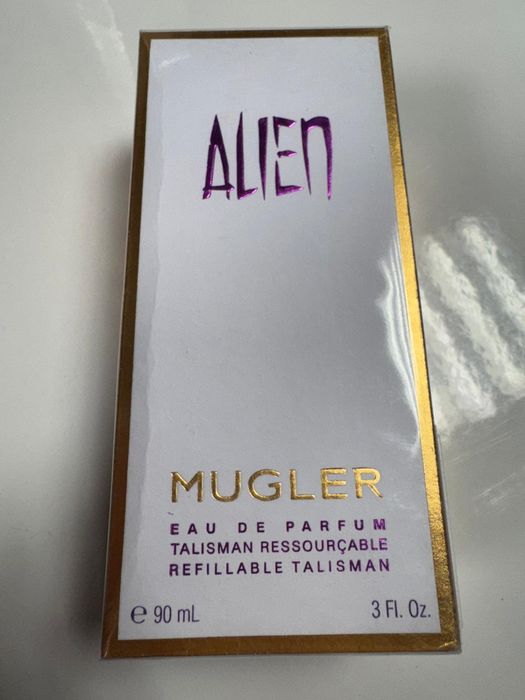 ALIEN
MUGLER
EAU DE PARFUM
TALISMAN RESSOURÇABLE
REFILLABLE TALISMAN
℮ 90 mL 3 Fl. Oz.